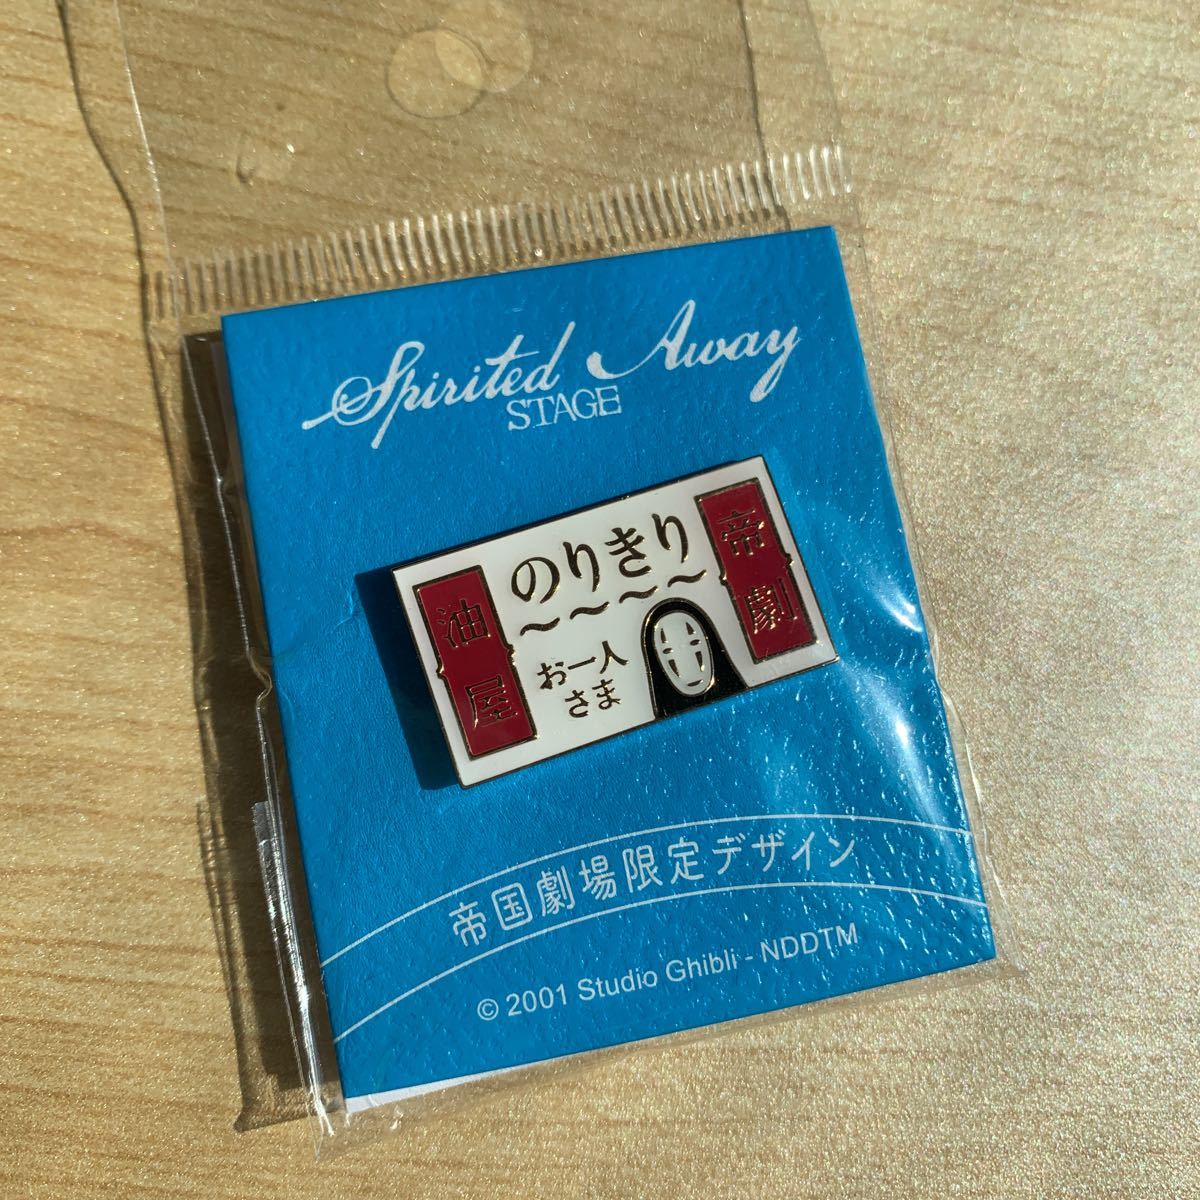 Spirited Away
STAGE
油屋
のりきり
〜〜〜〜
お一人
さま
帝劇
帝国劇場限定デザイン
© 2001 Studio Ghibli - NDDTM